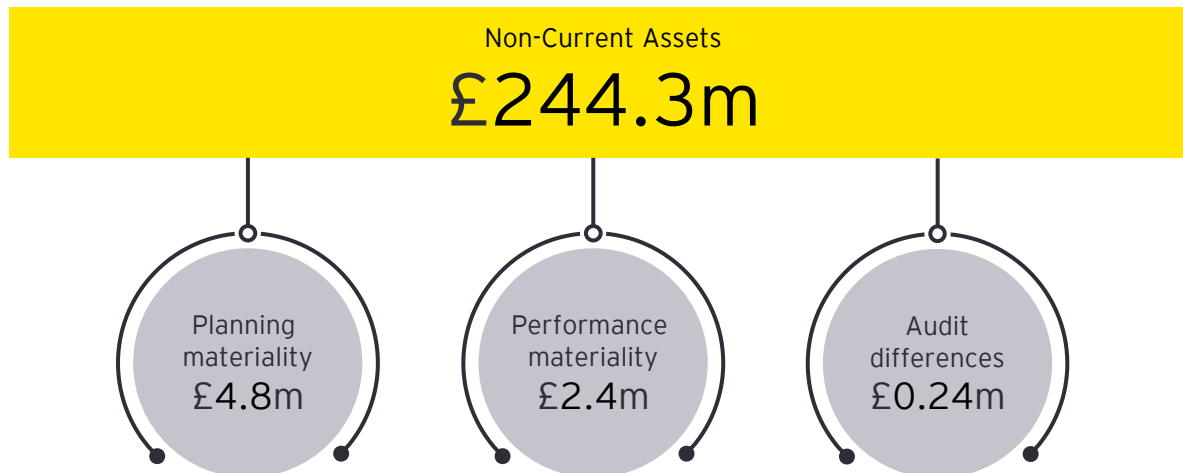 Non-Current Assets
£244.3m
Planning
materiality
£4.8m
Performance
materiality
£2.4m
Audit
differences
£0.24m